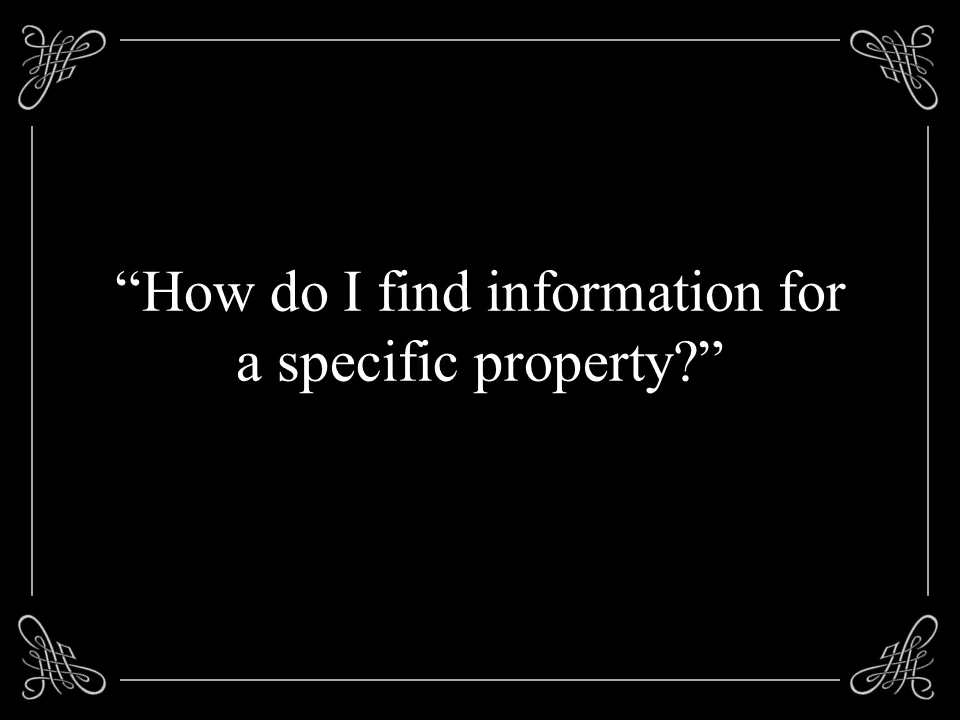 “How do I find information for
a specific property?”